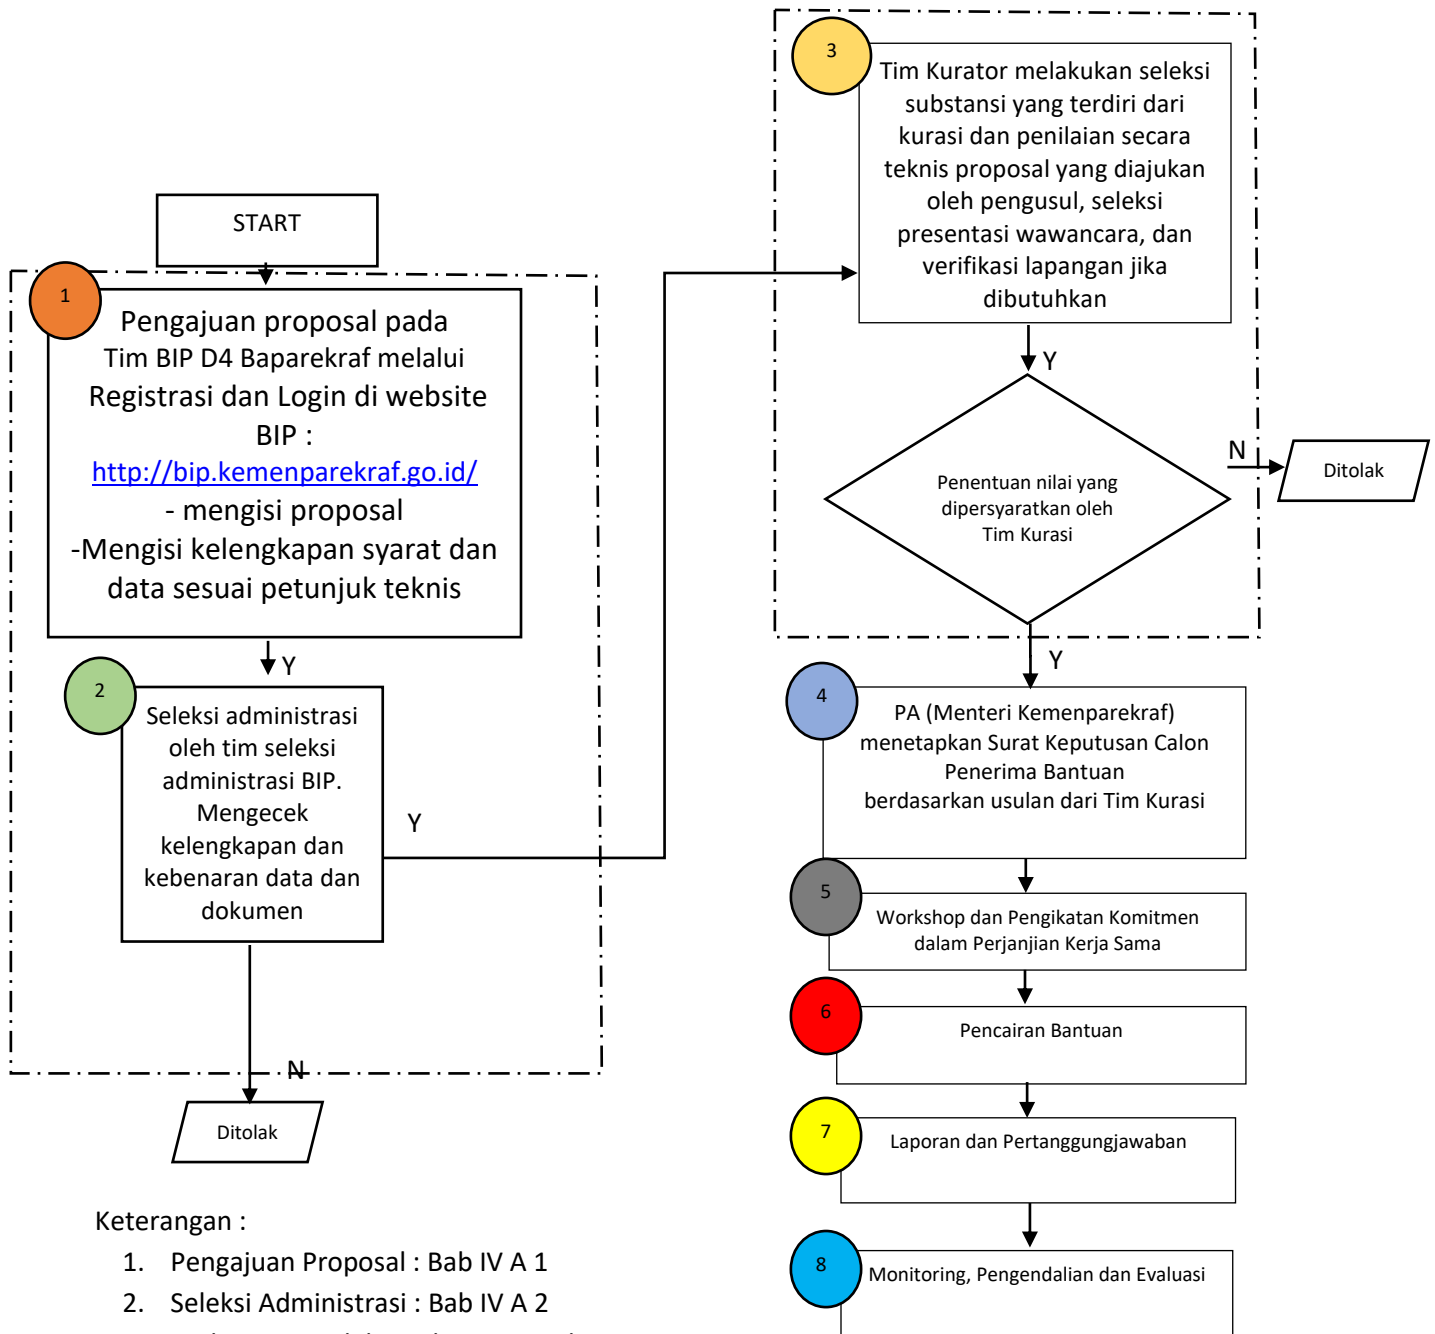 START
1
Pengajuan proposal pada
Tim BIP D4 Baparekraf melalui
Registrasi dan Login di website
BIP :
http://bip.kemenparekraf.go.id/
- mengisi proposal
-Mengisi kelengkapan syarat dan
data sesuai petunjuk teknis
Y
2
Seleksi administrasi
oleh tim seleksi
administrasi BIP.
Mengecek
kelengkapan dan
kebenaran data dan
dokumen
Y
N
Ditolak
3
Tim Kurator melakukan seleksi
substansi yang terdiri dari
kurasi dan penilaian secara
teknis proposal yang diajukan
oleh pengusul, seleksi
presentasi wawancara, dan
verifikasi lapangan jika
dibutuhkan
Y
Penentuan nilai yang
dipersyaratkan oleh
Tim Kurasi
N
Ditolak
Y
4
PA (Menteri Kemenparekraf)
menetapkan Surat Keputusan Calon
Penerima Bantuan
berdasarkan usulan dari Tim Kurasi
5
Workshop dan Pengikatan Komitmen
dalam Perjanjian Kerja Sama
6
Pencairan Bantuan
7
Laporan dan Pertanggungjawaban
8
Monitoring, Pengendalian dan Evaluasi
Keterangan :
1. Pengajuan Proposal : Bab IV A 1
2. Seleksi Administrasi : Bab IV A 2